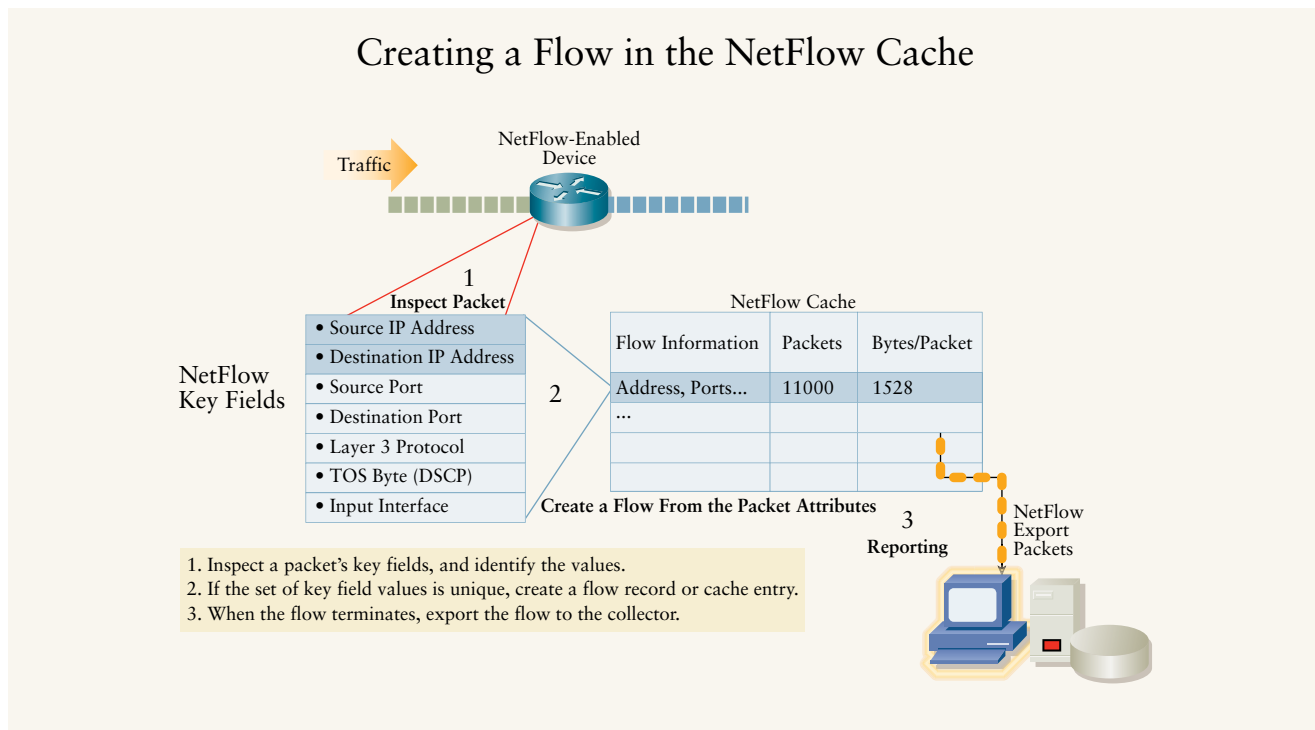 Creating a Flow in the NetFlow Cache
NetFlow-Enabled
Device
Traffic
1
Inspect Packet
NetFlow
Key Fields
• Source IP Address
• Destination IP Address
• Source Port
• Destination Port
• Layer 3 Protocol
• TOS Byte (DSCP)
• Input Interface
2
NetFlow Cache
Flow Information Packets Bytes/Packet
Address, Ports... 11000 1528
...
Create a Flow From the Packet Attributes
3
Reporting
NetFlow
Export
Packets
1. Inspect a packet’s key fields, and identify the values.
2. If the set of key field values is unique, create a flow record or cache entry.
3. When the flow terminates, export the flow to the collector.